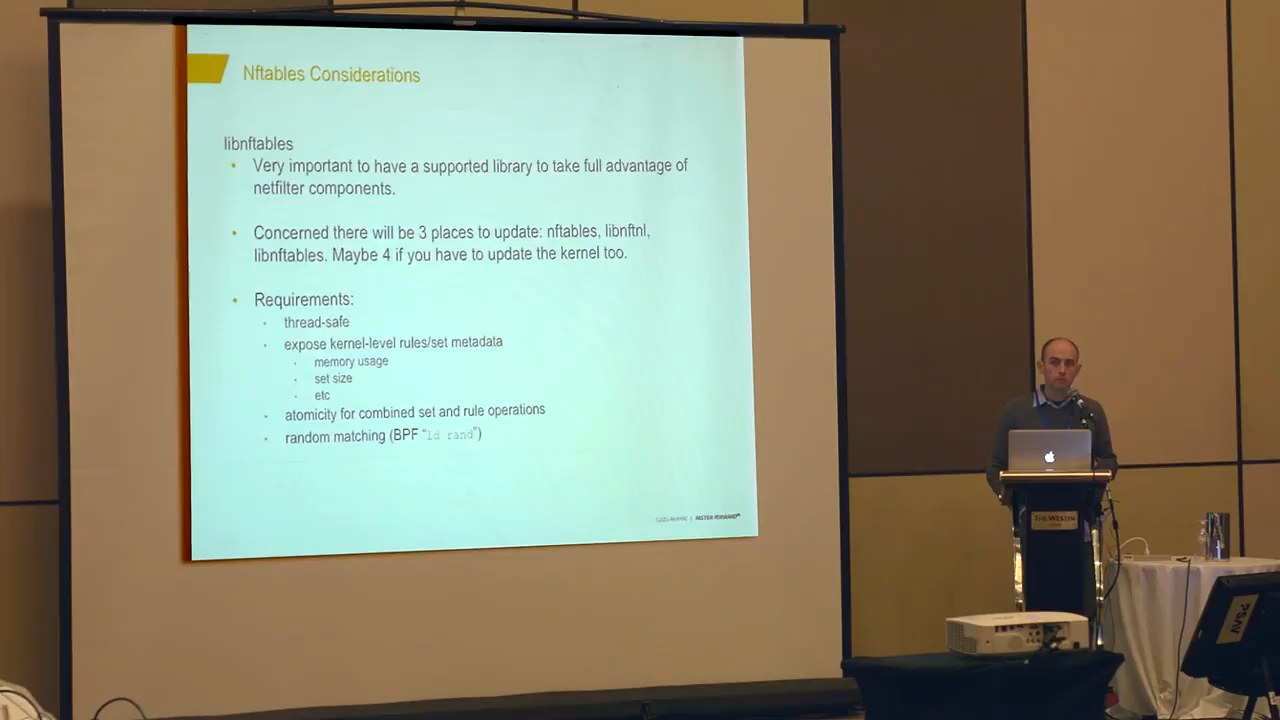 Nftables Considerations
libnftables
Very important to have a supported library to take full advantage of
netfilter components.
Concerned there will be 3 places to update: nftables, libnftnl,
libnftables. Maybe 4 if you have to update the kernel too.
Requirements:
thread-safe
expose kernel-level rules/set metadata
memory usage
set size
etc
atomicity for combined set and rule operations
random matching (BPF “ld rand”)
FASTER FORWARD
THE WESTIN
PSAV